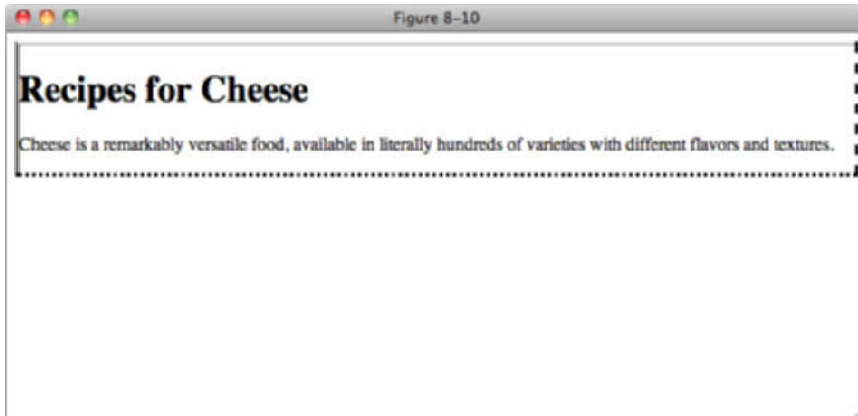 Figure 8-10
Recipes for Cheese
Cheese is a remarkably versatile food, available in literally hundreds of varieties with different flavors and textures.